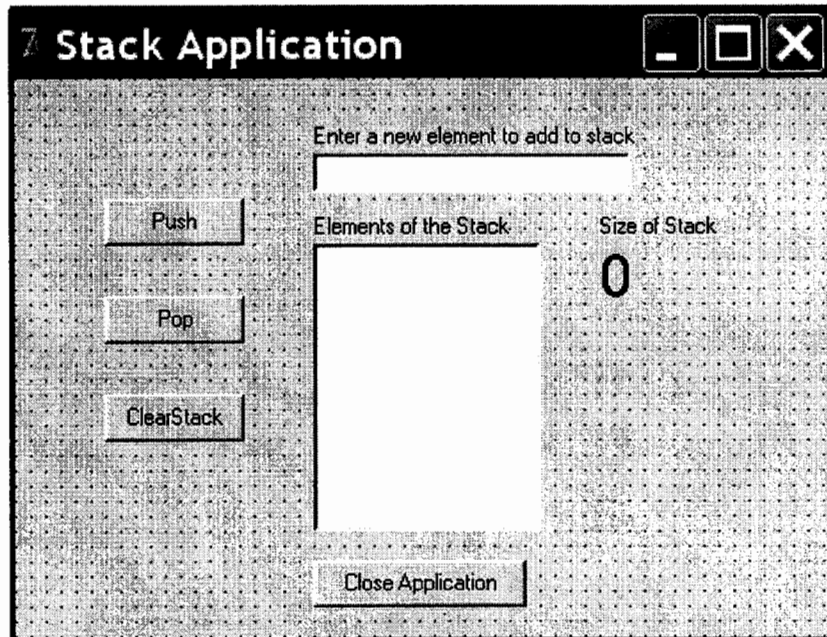 Stack Application
Enter a new element to add to stack
Push
Elements of the Stack
Size of Stack
0
Pop
ClearStack
Close Application